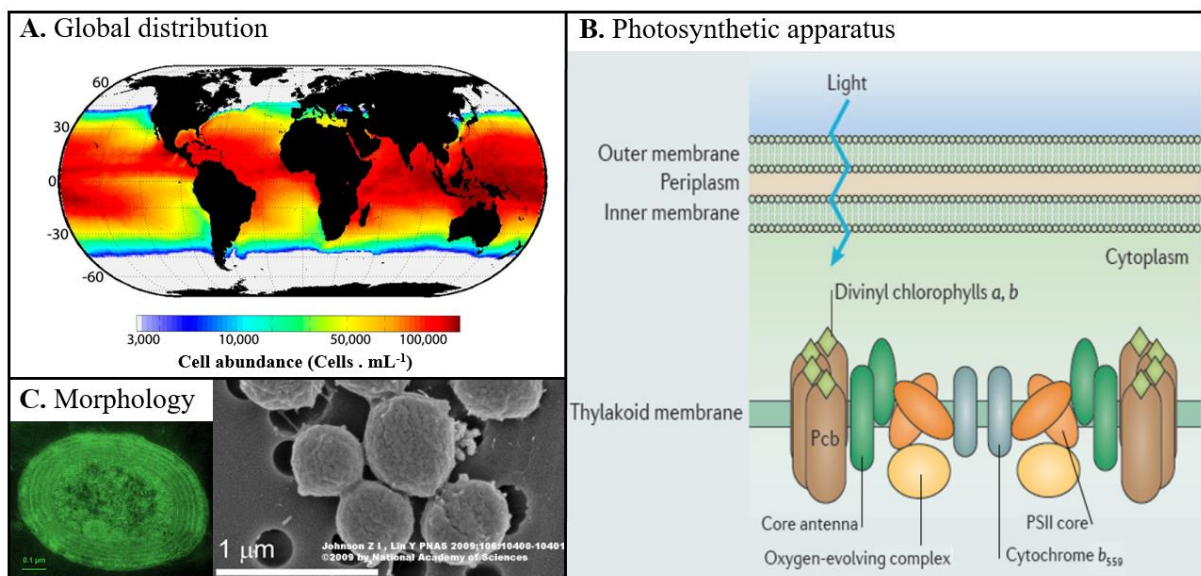 A. Global distribution
60
30
0
-30
-60
3,000 10,000 50,000 100,000
Cell abundance (Cells . mL-1)
C. Morphology
0.1 µm
1 µm
Johnson Z I , Lin Y PNAS 2009;106:10400-10401
©2009 by National Academy of Sciences
B. Photosynthetic apparatus
Light
Outer membrane
Periplasm
Inner membrane
Cytoplasm
Divinyl chlorophylls a, b
Thylakoid membrane
Pcb
Core antenna
PSII core
Oxygen-evolving complex
Cytochrome b559